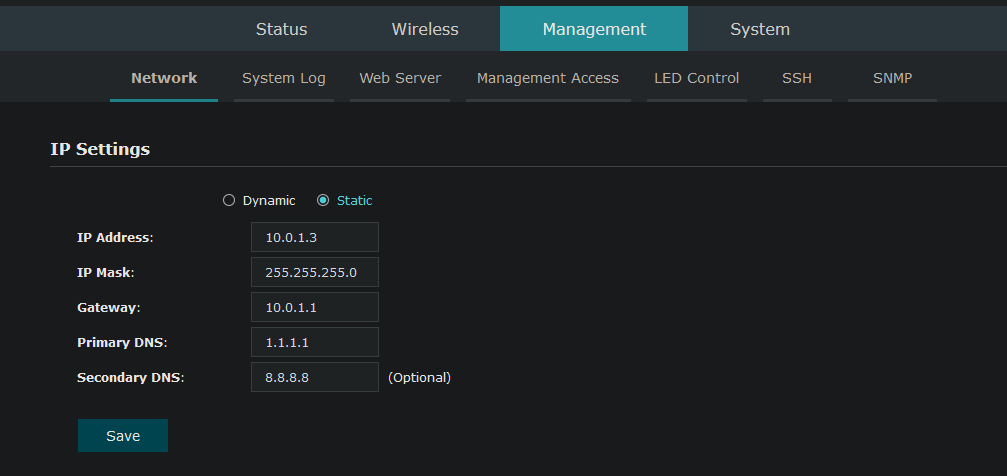 Status Wireless Management System
Network System Log Web Server Management Access LED Control SSH SNMP
IP Settings
Dynamic Static
IP Address: 10.0.1.3
IP Mask: 255.255.255.0
Gateway: 10.0.1.1
Primary DNS: 1.1.1.1
Secondary DNS: 8.8.8.8 (Optional)
Save